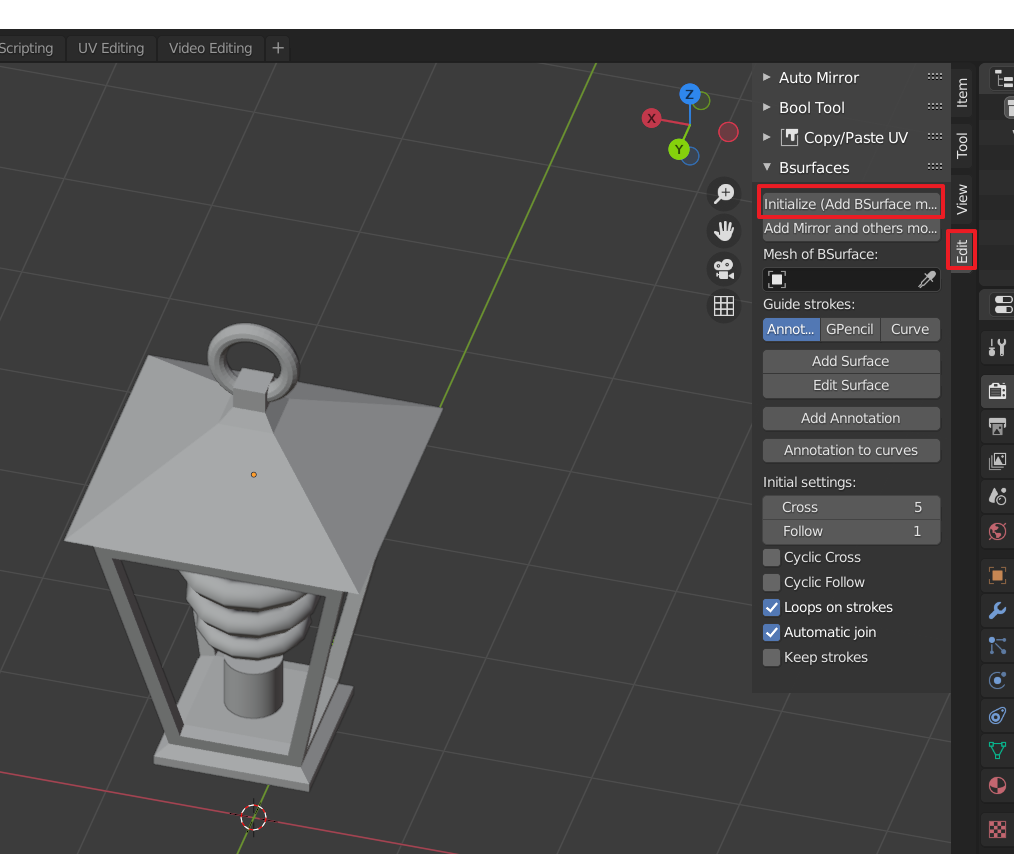 Scripting UV Editing Video Editing +
Auto Mirror
Bool Tool
Copy/Paste UV
Bsurfaces
Initialize (Add BSurface m...
Add Mirror and others mo...
Mesh of BSurface:
Guide strokes:
Annot... GPencil Curve
Add Surface
Edit Surface
Add Annotation
Annotation to curves
Initial settings:
Cross 5
Follow 1
Cyclic Cross
Cyclic Follow
Loops on strokes
Automatic join
Keep strokes
Item
Tool
View
Edit
Z
X
Y